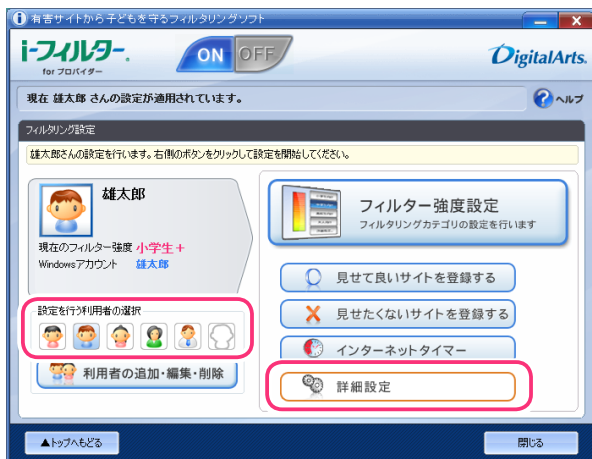 有害サイトから子どもを守るフィルタリングソフト
i-フィルター.
for プロバイダー
ON OFF
DigitalArts.
現在 雄太郎 さんの設定が適用されています。
ヘルプ
フィルタリング設定
雄太郎さんの設定を行います。右側のボタンをクリックして設定を開始してください。
雄太郎
現在のフィルター強度 小学生+
Windowsアカウント 雄太郎
フィルター強度設定
フィルタリングカテゴリの設定を行います
見せて良いサイトを登録する
設定を行う利用者の選択
見せたくないサイトを登録する
インターネットタイマー
利用者の追加・編集・削除
詳細設定
▲トップへもどる
閉じる